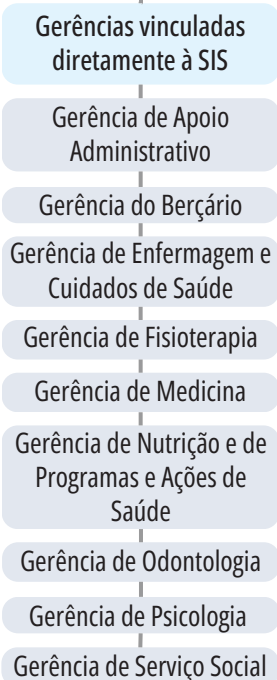 Gerências vinculadas
diretamente à SIS
Gerência de Apoio
Administrativo
Gerência do Berçário
Gerência de Enfermagem e
Cuidados de Saúde
Gerência de Fisioterapia
Gerência de Medicina
Gerência de Nutrição e de
Programas e Ações de
Saúde
Gerência de Odontologia
Gerência de Psicologia
Gerência de Serviço Social